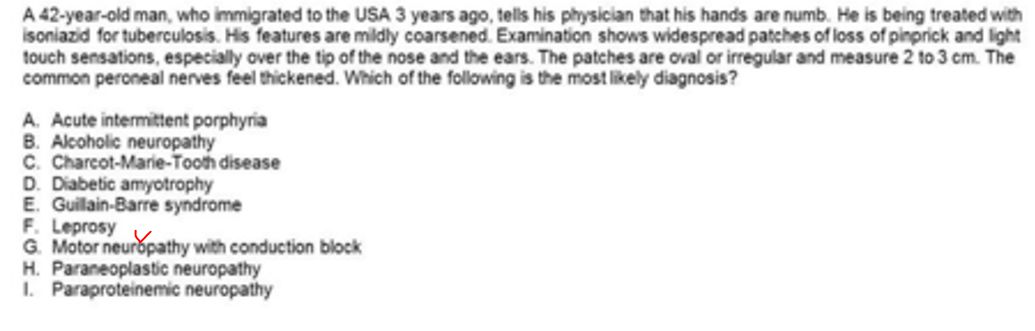 A 42-year-old man, who immigrated to the USA 3 years ago, tells his physician that his hands are numb. He is being treated with
isoniazid for tuberculosis. His features are mildly coarsened. Examination shows widespread patches of loss of pinprick and light
touch sensations, especially over the tip of the nose and the ears. The patches are oval or irregular and measure 2 to 3 cm. The
common peroneal nerves feel thickened. Which of the following is the most likely diagnosis?
A. Acute intermittent porphyria
B. Alcoholic neuropathy
C. Charcot-Marie-Tooth disease
D. Diabetic amyotrophy
E. Guillain-Barre syndrome
F. Leprosy
G. Motor neuropathy with conduction block
H. Paraneoplastic neuropathy
I. Paraproteinemic neuropathy